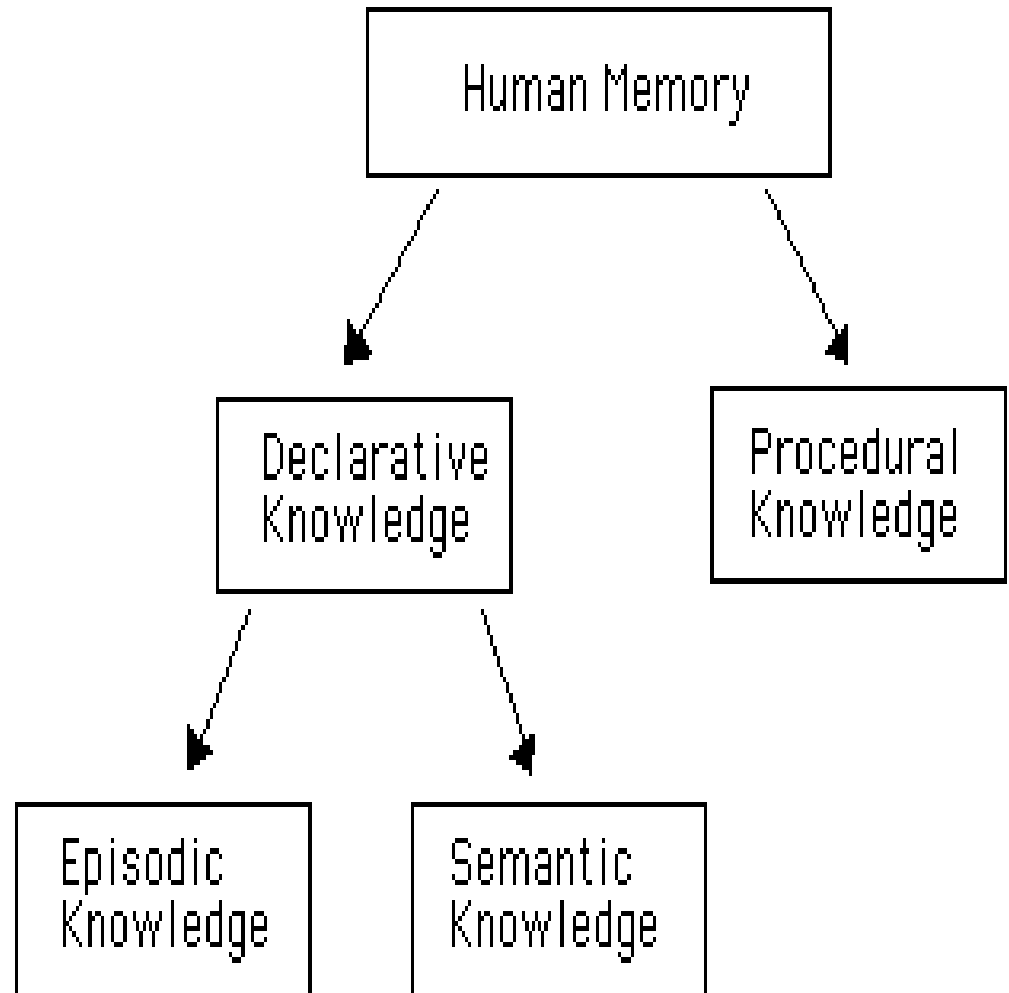 Human Memory
Declarative
Knowledge
Procedural
Knowledge
Episodic
Knowledge
Semantic
Knowledge